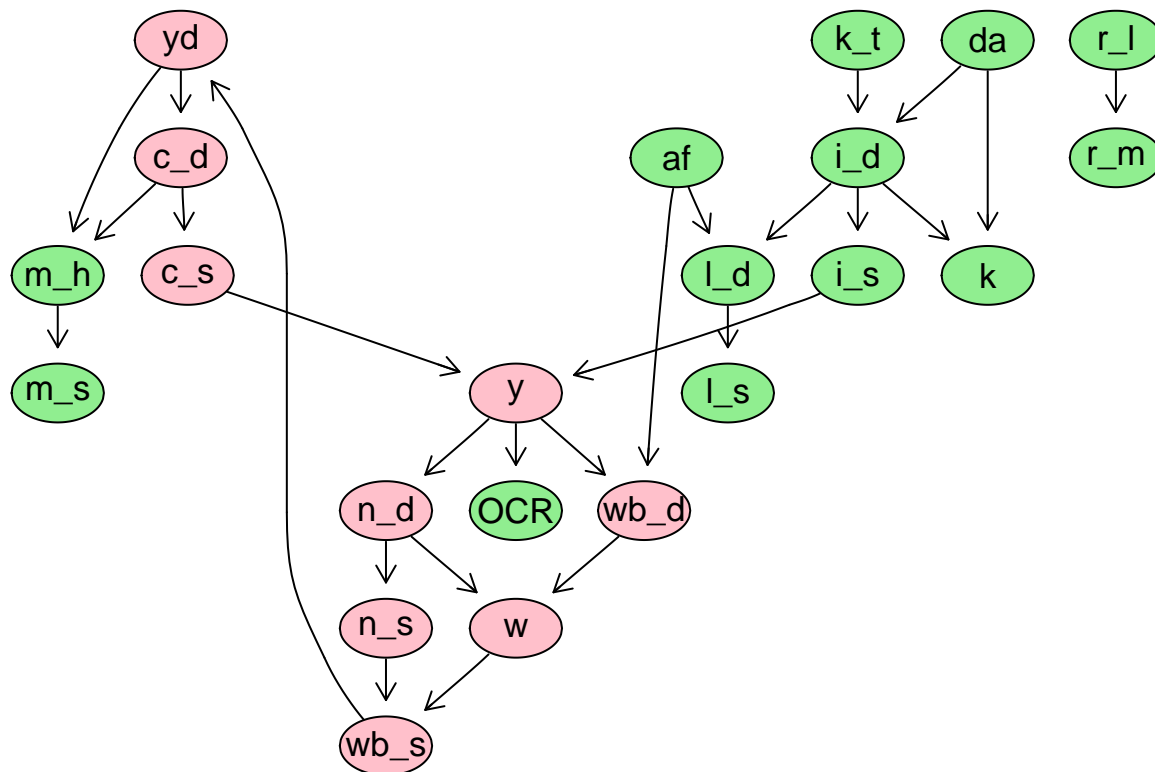 yd
k_t
da
r_l
c_d
af
i_d
r_m
m_h
c_s
l_d
i_s
k
m_s
y
l_s
n_d
OCR
wb_d
n_s
w
wb_s